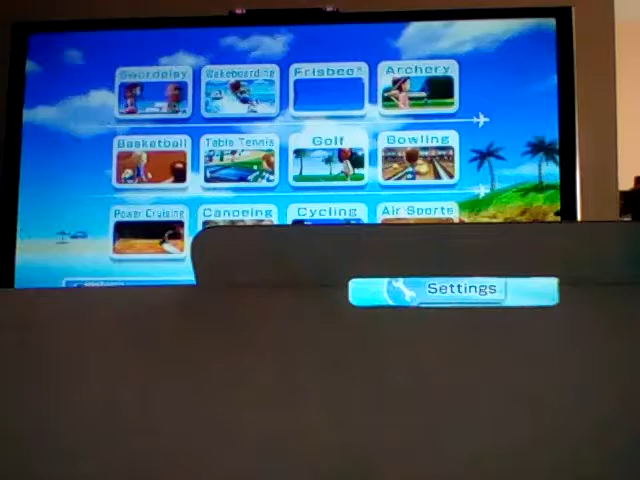 Swordplay Wakeboarding Frisbee® Archery
Basketball Table Tennis Golf Bowling
Power Cruising Canoeing Cycling Air Sports
Settings